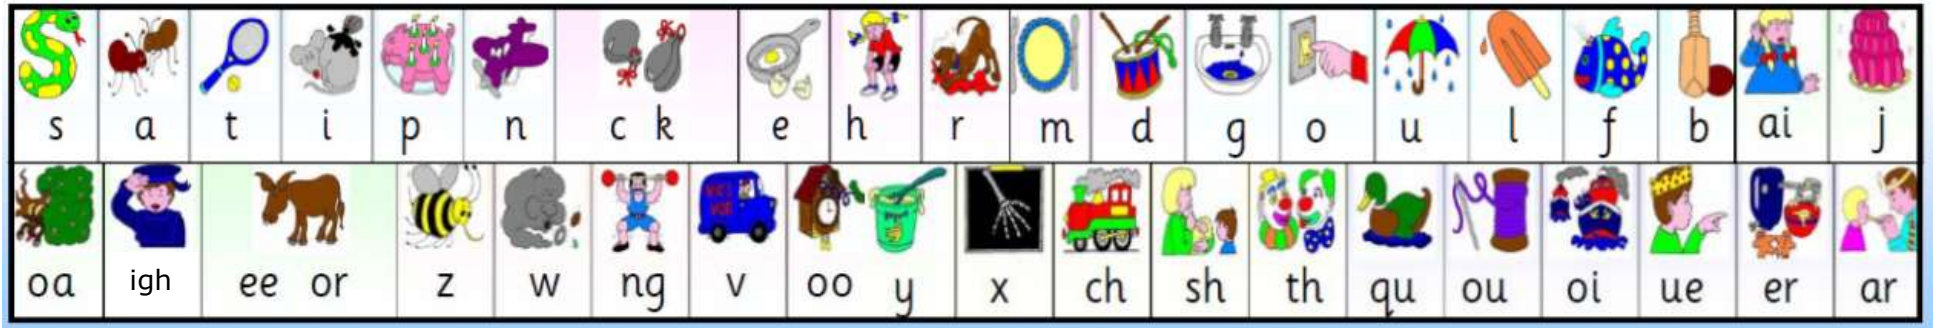 s a t i p n c k e h r m d g o u l f b ai j
oa igh ee or z w ng v oo y x ch sh th qu ou oi ue er ar